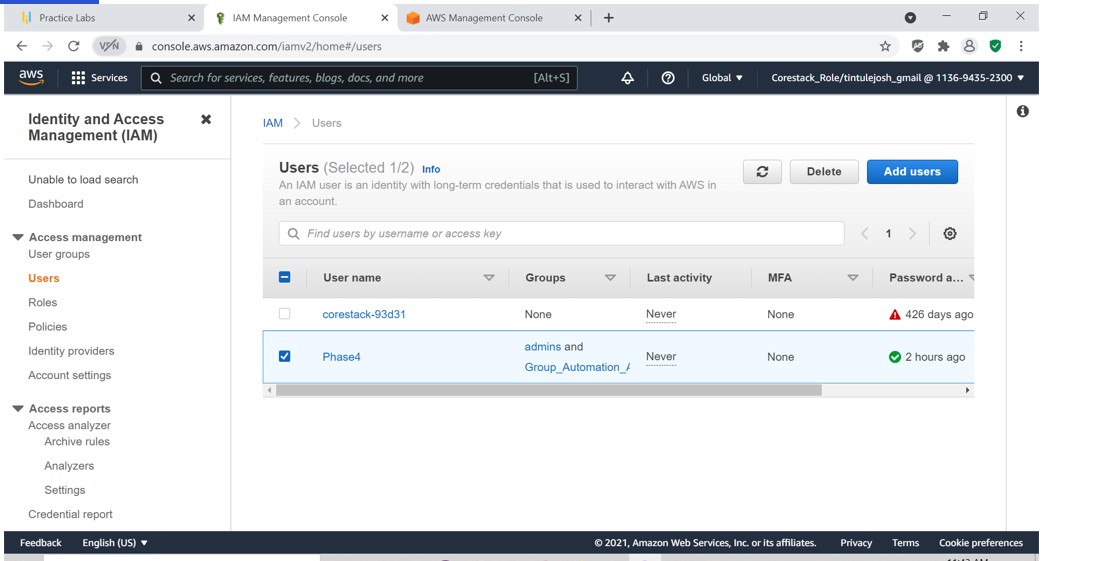 Practice Labs
IAM Management Console
AWS Management Console
VPN
console.aws.amazon.com/iamv2/home#/users
aws
Services
Search for services, features, blogs, docs, and more
[Alt+S]
Global
Corestack_Role/tintulejosh_gmail @ 1136-9435-2300
Identity and Access
Management (IAM)
Unable to load search
Dashboard
Access management
User groups
Users
Roles
Policies
Identity providers
Account settings
Access reports
Access analyzer
Archive rules
Analyzers
Settings
Credential report
IAM > Users
Users (Selected 1/2) Info
An IAM user is an identity with long-term credentials that is used to interact with AWS in
an account.
Delete
Add users
Find users by username or access key
1
User name Groups Last activity MFA Password a...
corestack-93d31 None Never None 426 days ago
Phase4 admins and Never None 2 hours ago
Group_Automation_A
Feedback English (US) © 2021, Amazon Web Services, Inc. or its affiliates. Privacy Terms Cookie preferences